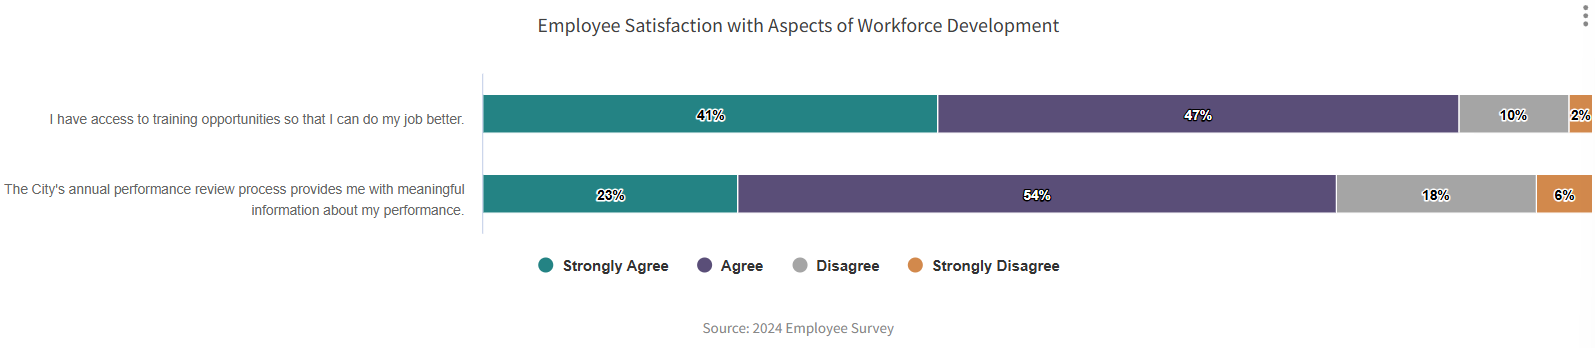 Employee Satisfaction with Aspects of Workforce Development
I have access to training opportunities so that I can do my job better.
41%
47%
10%
2%
The City's annual performance review process provides me with meaningful
information about my performance.
23%
54%
18%
6%
Strongly Agree
Agree
Disagree
Strongly Disagree
Source: 2024 Employee Survey